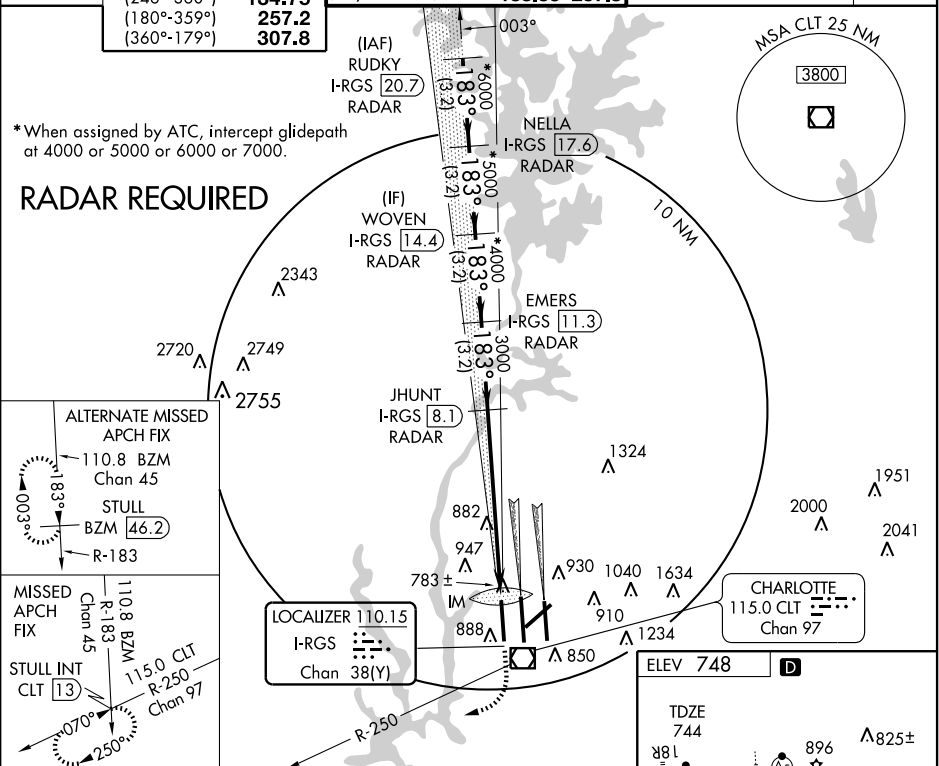 (180°-359°) 257.2
(360°-179°) 307.8
003°
(IAF)
RUDKY
I-RGS 20.7
RADAR
*6000
183°
(3.2)
MSA CLT 25 NM
3800
*When assigned by ATC, intercept glidepath
at 4000 or 5000 or 6000 or 7000.
NELLA
I-RGS 17.6
RADAR
*5000
183°
(3.2)
RADAR REQUIRED
(IF)
WOVEN
I-RGS 14.4
RADAR
10 NM
*4000
183°
(3.2)
2343
EMERS
I-RGS 11.3
RADAR
3000
183°
(3.2)
2720
2749
2755
JHUNT
I-RGS 8.1
RADAR
ALTERNATE MISSED
APCH FIX
110.8 BZM
Chan 45
183°
003°
STULL
BZM 46.2
R-183
1324
1951
2000
2041
882
947
783 ±
IM
930
1040
1634
910
888
850
1234
MISSED
APCH
FIX
110.8 BZM
R-183
Chan 45
STULL INT
CLT 13
115.0 CLT
R-250
Chan 97
070°
250°
LOCALIZER 110.15
I-RGS
Chan 38(Y)
CHARLOTTE
115.0 CLT
Chan 97
R-250
ELEV 748
D
TDZE
744
18R
896
825±